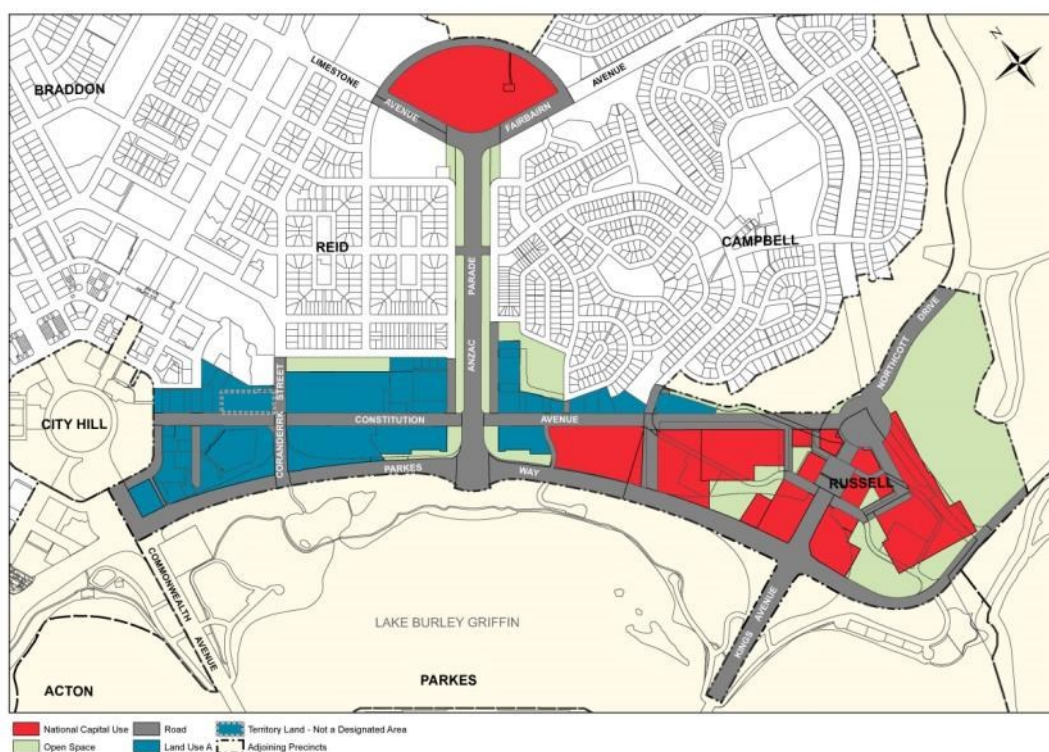 N
BRADDON
LIMESTONE
AVENUE
AVENUE
FAIRBAIRN
REID
CAMPBELL
ANZAC
PARADE
NORTHCOTT
DRIVE
CITY HILL
CORANDERRK
STREET
CONSTITUTION
AVENUE
PARKES
WAY
RUSSELL
COMMONWEALTH
AVENUE
KINGS
AVENUE
LAKE BURLEY GRIFFIN
ACTON
PARKES
National Capital Use
Road
Territory Land - Not a Designated Area
Open Space
Land Use A
Adjoining Precincts